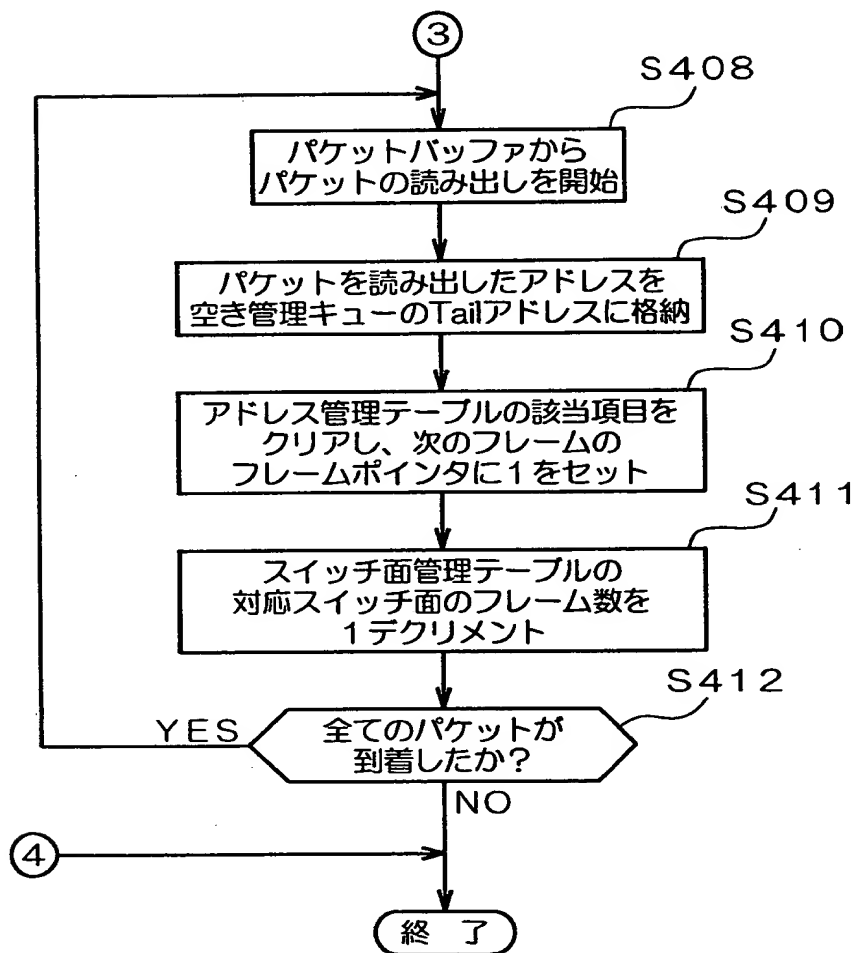 ③
S408
パケットバッファから
パケットの読み出しを開始
S409
パケットを読み出したアドレスを
空き管理キューのTailアドレスに格納
S410
アドレス管理テーブルの該当項目を
クリアし、次のフレームの
フレームポインタに1をセット
S411
スイッチ面管理テーブルの
対応スイッチ面のフレーム数を
1デクリメント
S412
全てのパケットが
到着したか?
YES
NO
④
終 了